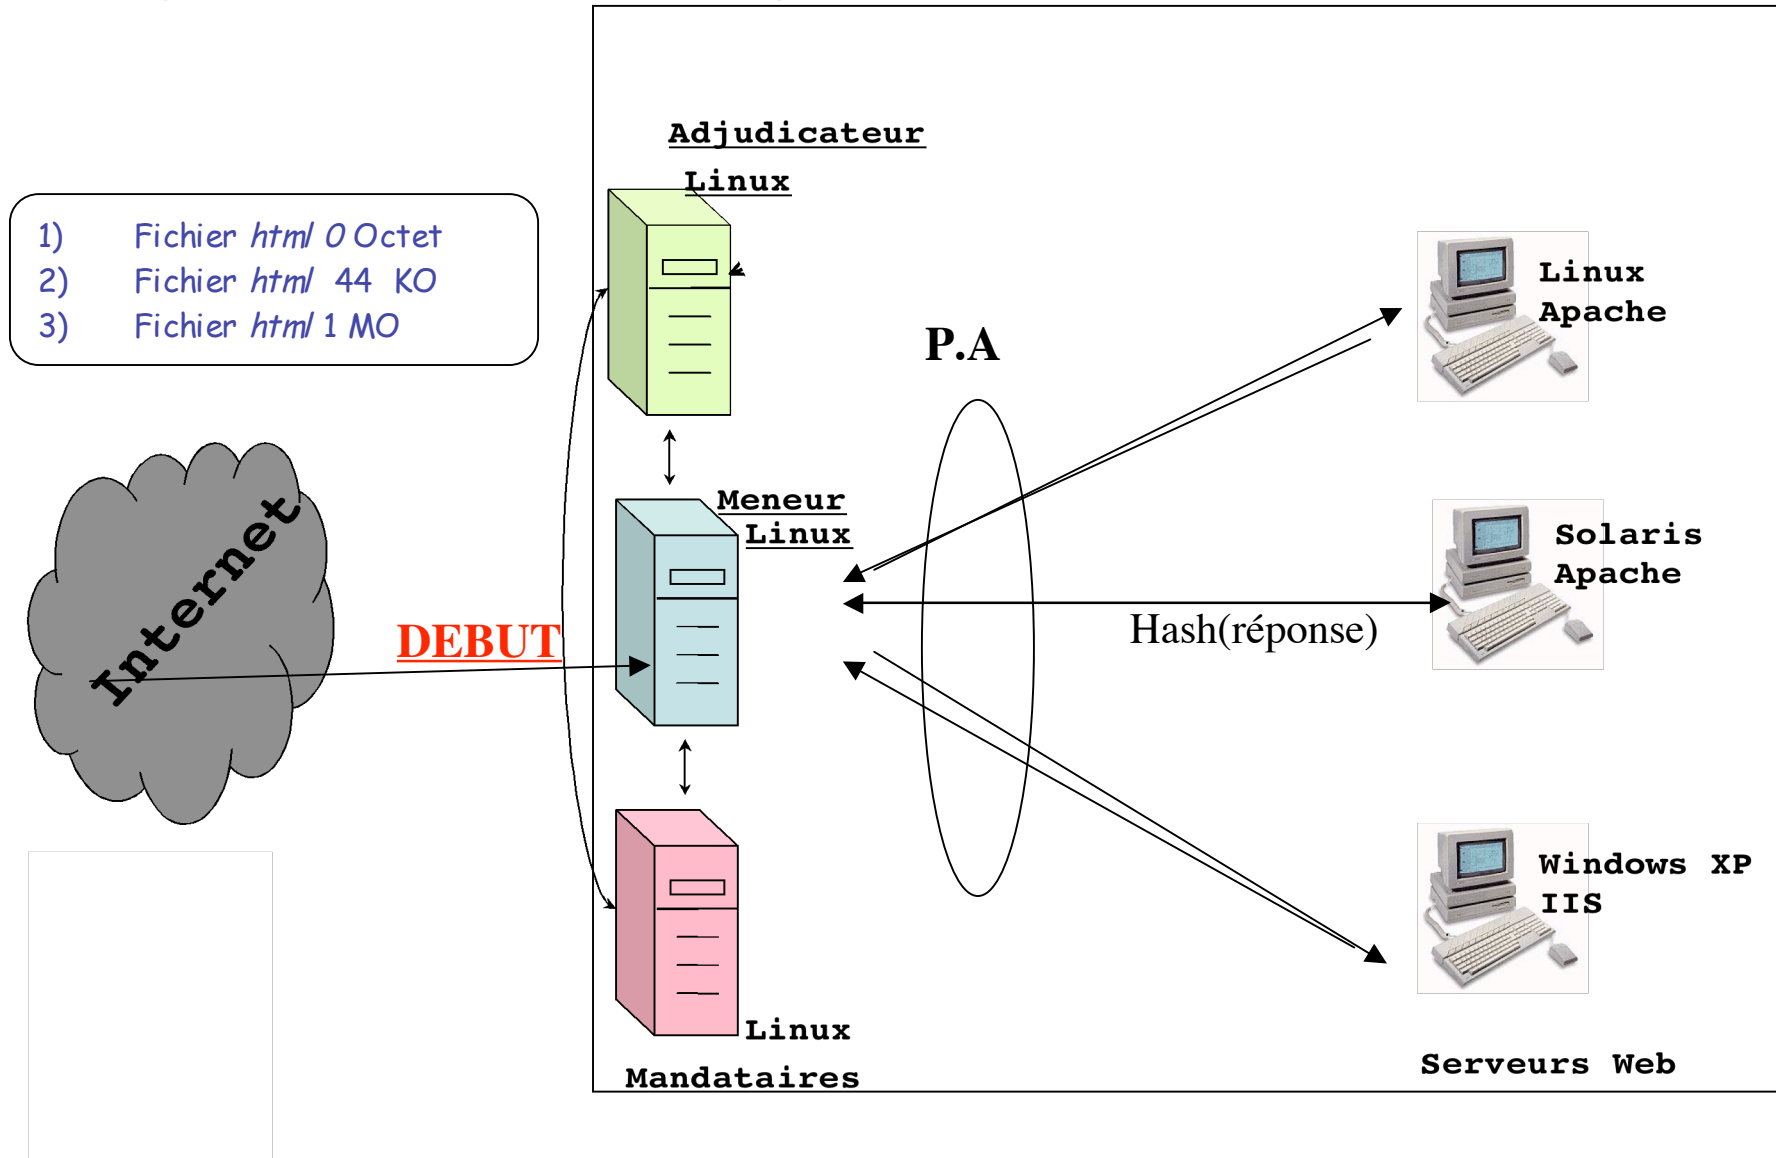 Adjudicateur
Linux
1) Fichier html 0 Octet
2) Fichier html 44 KO
3) Fichier html 1 MO
P.A
Linux
Apache
Meneur
Linux
Internet
DEBUT
Hash(réponse)
Solaris
Apache
Windows XP
IIS
Linux
Mandataires
Serveurs Web